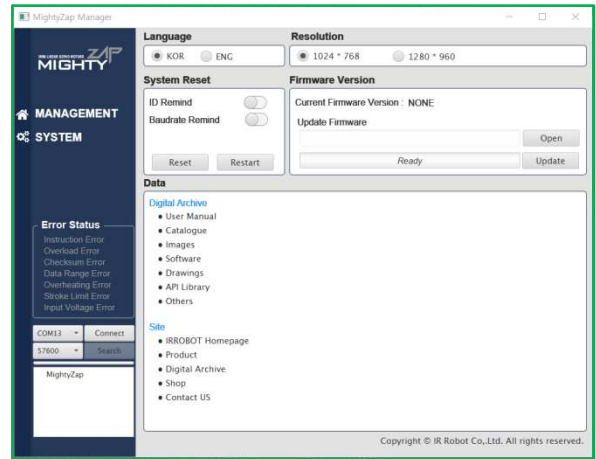 MightyZap Manager
MIGHTY ZAP
MANAGEMENT
SYSTEM
Error Status
Instruction Error
Overload Error
Checksum Error
Data Range Error
Overheating Error
Stroke Limit Error
Input Voltage Error
COM13 Connect
57600 Search
MightyZap
Language
KOR ENG
Resolution
1024 * 768 1280 * 960
System Reset
ID Remind
Baudrate Remind
Reset Restart
Firmware Version
Current Firmware Version : NONE
Update Firmware
Open
Ready Update
Data
Digital Archive
• User Manual
• Catalogue
• Images
• Software
• Drawings
• API Library
• Others
Site
• IRROBOT Homepage
• Product
• Digital Archive
• Shop
• Contact US
Copyright © IR Robot Co,.Ltd. All rights reserved.